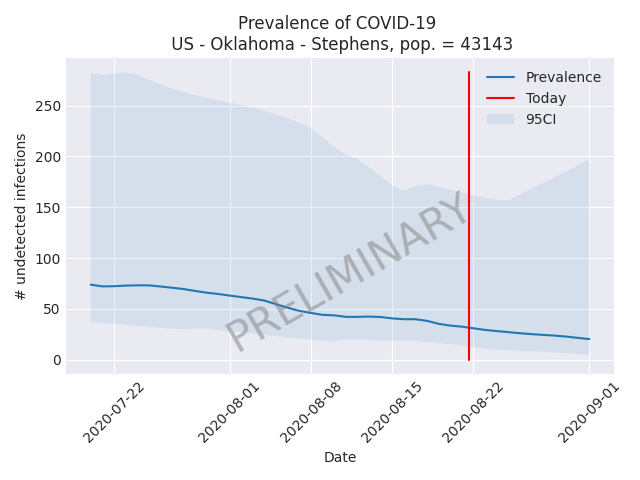 Prevalence of COVID-19
US - Oklahoma - Stephens, pop. = 43143
# undetected infections
250
200
150
100
50
0
Prevalence
Today
95CI
PRELIMINARY
2020-07-22
2020-08-01
2020-08-08
2020-08-15
2020-08-22
2020-09-01
Date